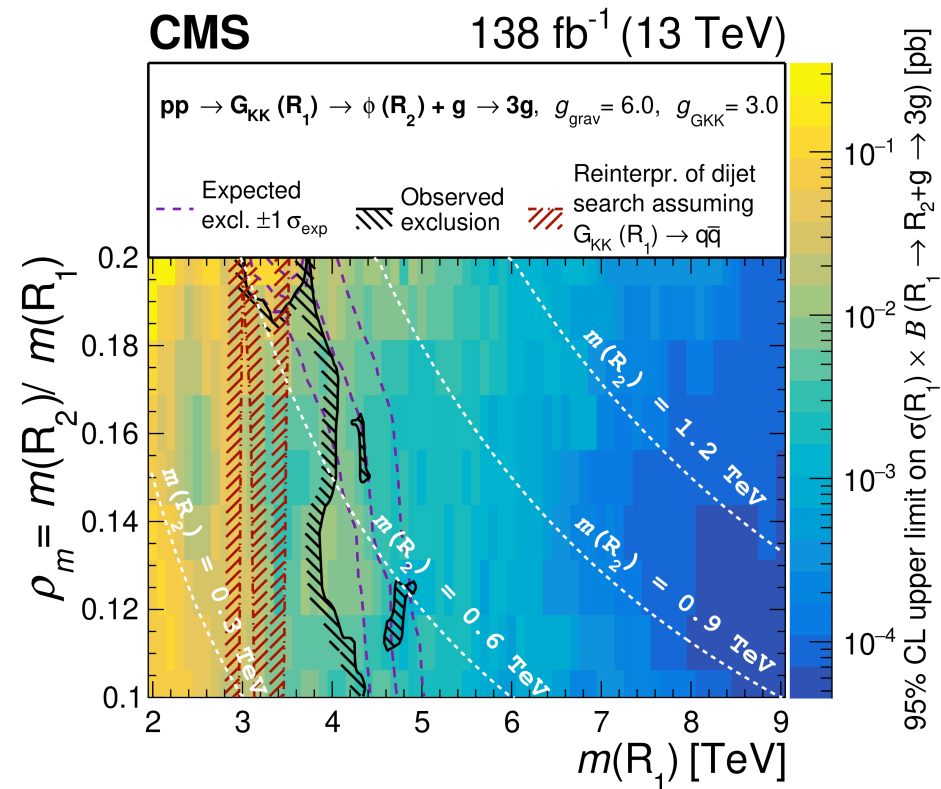 CMS 138 fb⁻¹ (13 TeV)
pp → G_KK (R₁) → ϕ (R₂) + g → 3g, g_grav = 6.0, g_GKK = 3.0
Expected
excl. ±1 σ_exp
Observed
exclusion
Reinterpr. of dijet
search assuming
G_KK (R₁) → qq̅
ρ_m = m(R₂)/ m(R₁)
0.2
0.18
0.16
0.14
0.12
0.1
m(R₂) = 0.3 TeV
m(R₂) = 0.6 TeV
m(R₂) = 0.9 TeV
m(R₂) = 1.2 TeV
2 3 4 5 6 7 8 9
m(R₁) [TeV]
10⁻¹
10⁻²
10⁻³
10⁻⁴
95% CL upper limit on σ(R₁) × B (R₁ → R₂+g → 3g) [pb]